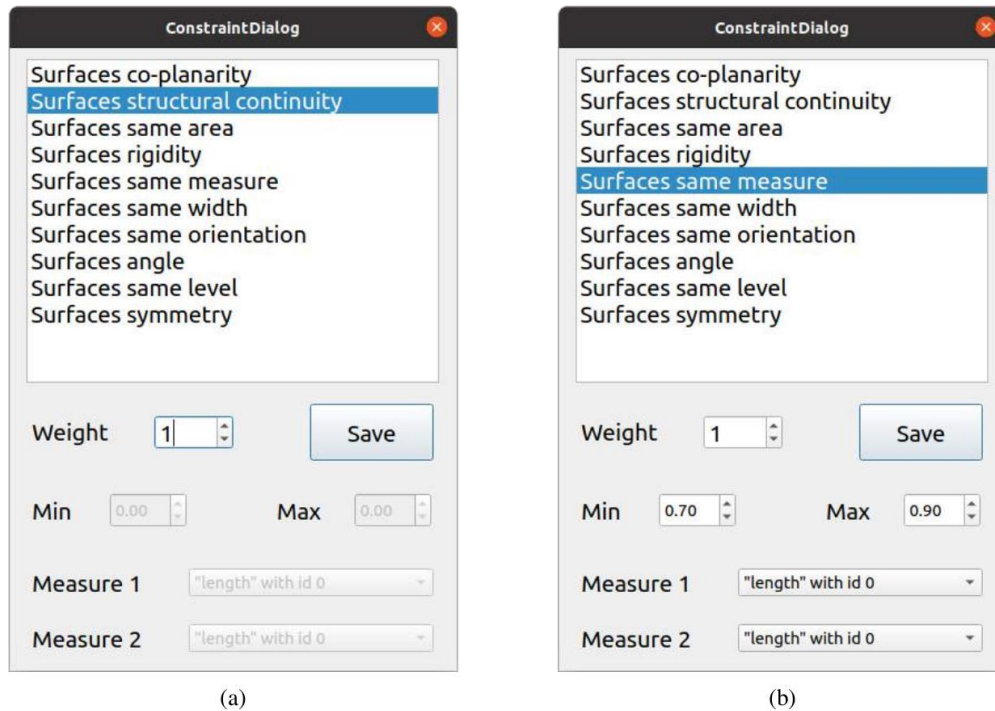 ConstraintDialog
Surfaces co-planarity
Surfaces structural continuity
Surfaces same area
Surfaces rigidity
Surfaces same measure
Surfaces same width
Surfaces same orientation
Surfaces angle
Surfaces same level
Surfaces symmetry
Weight 1 Save
Min 0.00 Max 0.00
Measure 1 "length" with id 0
Measure 2 "length" with id 0
(a)
ConstraintDialog
Surfaces co-planarity
Surfaces structural continuity
Surfaces same area
Surfaces rigidity
Surfaces same measure
Surfaces same width
Surfaces same orientation
Surfaces angle
Surfaces same level
Surfaces symmetry
Weight 1 Save
Min 0.70 Max 0.90
Measure 1 "length" with id 0
Measure 2 "length" with id 0
(b)